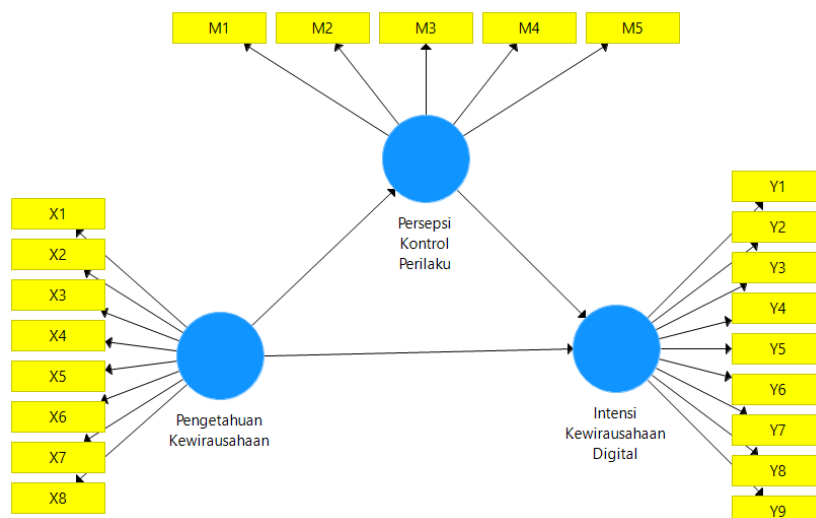 M1
M2
M3
M4
M5
Persepsi
Kontrol
Perilaku
X1
X2
X3
X4
X5
X6
X7
X8
Pengetahuan
Kewirausahaan
Intensi
Kewirausahaan
Digital
Y1
Y2
Y3
Y4
Y5
Y6
Y7
Y8
Y9